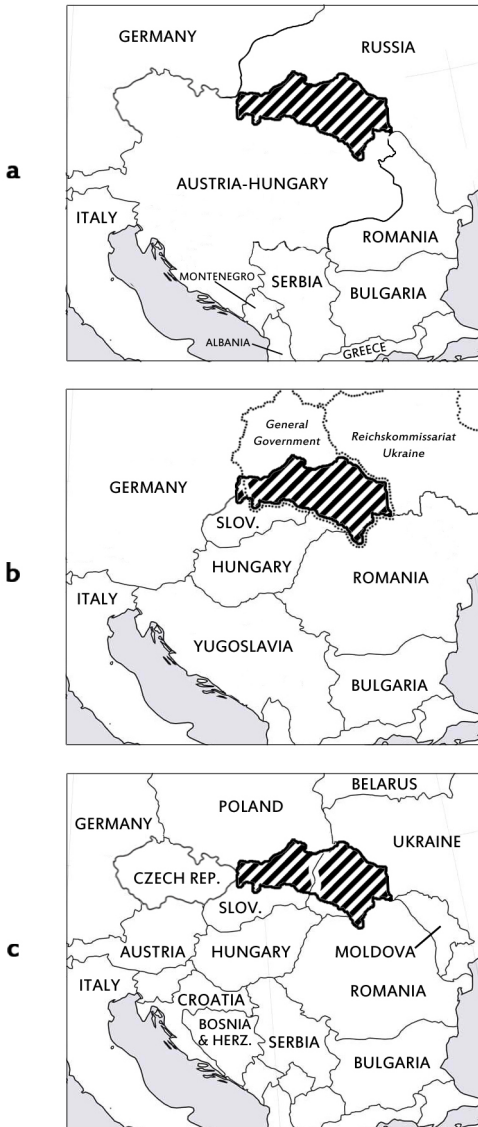 a
GERMANY
RUSSIA
AUSTRIA-HUNGARY
ITALY
ROMANIA
MONTENEGRO
SERBIA
BULGARIA
ALBANIA
GREECE
b
General
Government
Reichskommissariat
Ukraine
GERMANY
SLOV.
HUNGARY
ROMANIA
ITALY
YUGOSLAVIA
BULGARIA
c
BELARUS
POLAND
GERMANY
UKRAINE
CZECH REP.
SLOV.
AUSTRIA
HUNGARY
MOLDOVA
ITALY
ROMANIA
CROATIA
BOSNIA
& HERZ.
SERBIA
BULGARIA